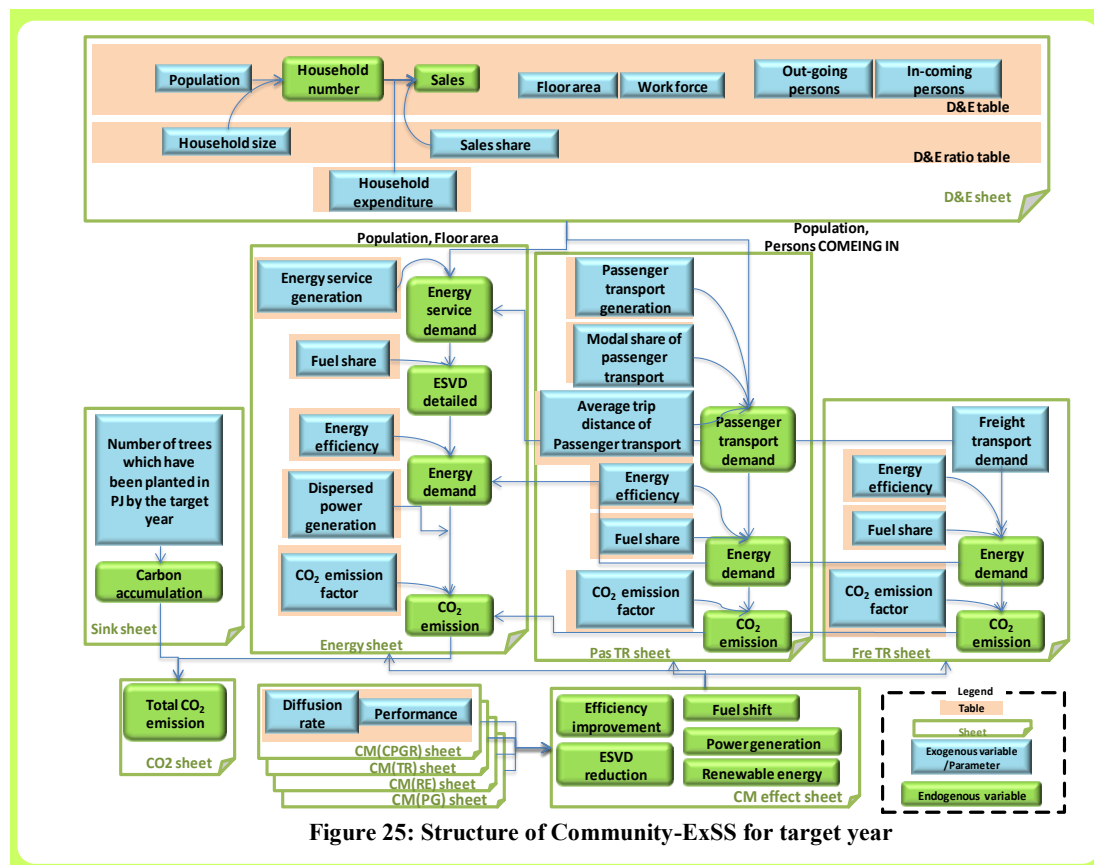 Population
Household
number
Sales
Floor area
Work force
Out-going
persons
In-coming
persons
D&E table
Household size
Sales share
D&E ratio table
Household
expenditure
D&E sheet
Population, Floor area
Population,
Persons COMEING IN
Energy service
generation
Energy
service
demand
Fuel share
ESVD
detailed
Energy
efficiency
Energy
demand
Dispersed
power
generation
CO2 emission
factor
CO2
emission
Energy sheet
Passenger
transport
generation
Modal share of
passenger
transport
Average trip
distance of
Passenger transport
Passenger
transport
demand
Energy
efficiency
Fuel share
Energy
demand
CO2 emission
factor
CO2
emission
Pas TR sheet
Freight
transport
demand
Energy
efficiency
Fuel share
Energy
demand
CO2 emission
factor
CO2
emission
Fre TR sheet
Number of trees
which have
been planted in
PJ by the target
year
Carbon
accumulation
Sink sheet
Total CO2
emission
CO2 sheet
Diffusion
rate
Performance
CM(CPGR) sheet
CM(TR) sheet
CM(RE) sheet
CM(PG) sheet
Efficiency
improvement
Fuel shift
ESVD
reduction
Power generation
Renewable energy
CM effect sheet
Legend
Table
Sheet
Exogenous variable
/Parameter
Endogenous variable
Figure 25: Structure of Community-ExSS for target year